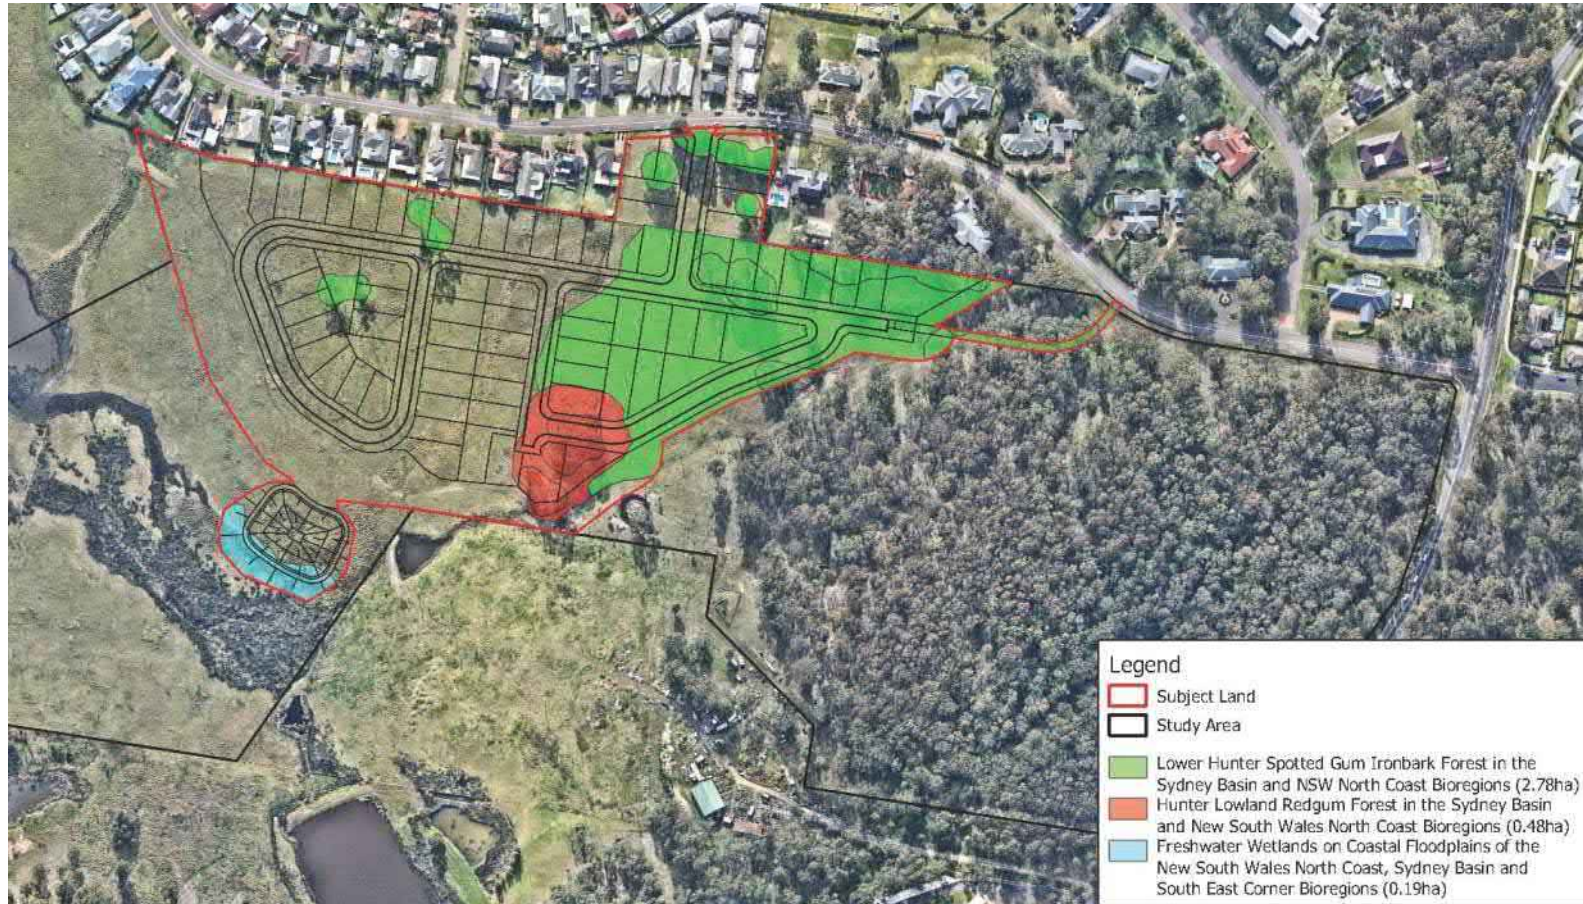 Legend
Subject Land
Study Area
Lower Hunter Spotted Gum Ironbark Forest in the
Sydney Basin and NSW North Coast Bioregions (2.78ha)
Hunter Lowland Redgum Forest in the Sydney Basin
and New South Wales North Coast Bioregions (0.48ha)
Freshwater Wetlands on Coastal Floodplains of the
New South Wales North Coast, Sydney Basin and
South East Corner Bioregions (0.19ha)